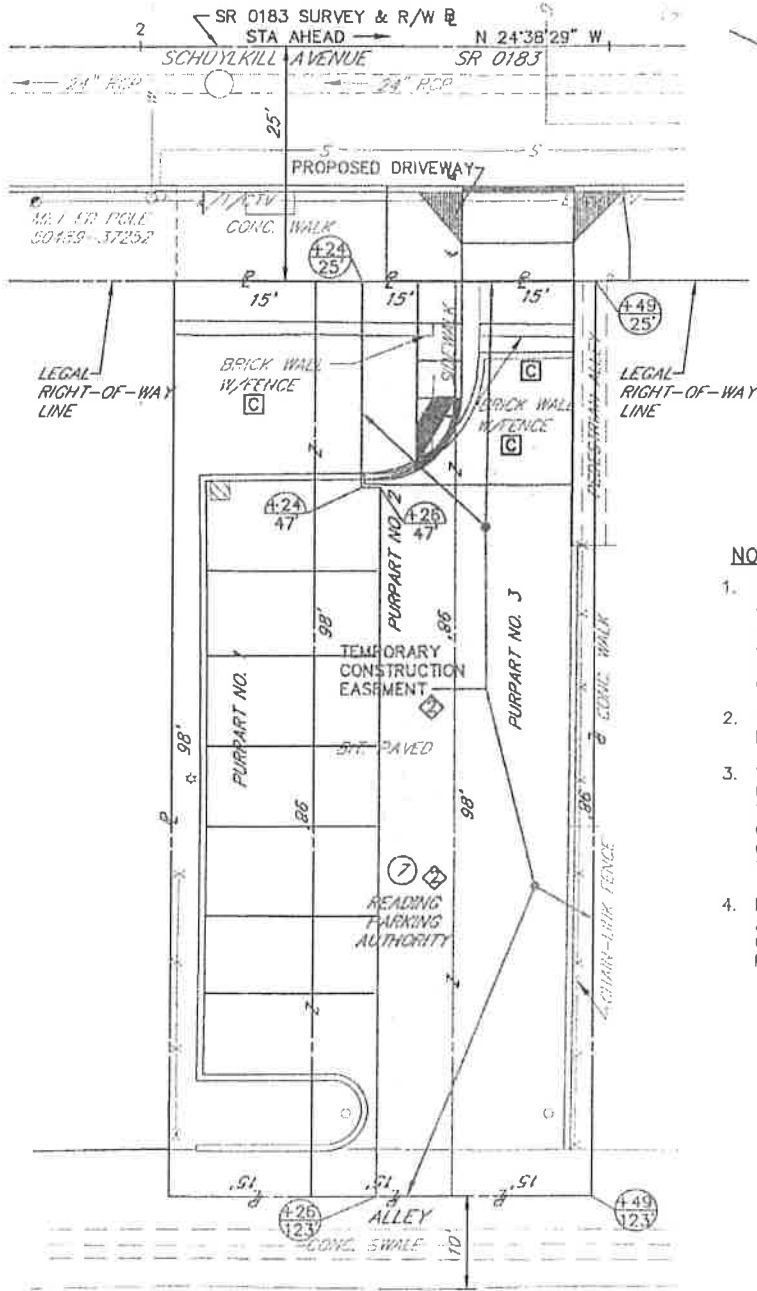 SR 0183 SURVEY & R/W ⅊
2
STA AHEAD
N 24°38'29" W
SCHUYLKILL AVENUE
SR 0183
24" RCP
24" RCP
25'
S
S
PROPOSED DRIVEWAY
CONC. WALK
+24
25'
15'
15'
15'
+49
25'
LEGAL
RIGHT-OF-WAY
LINE
BRICK WALL
W/FENCE
C
SIDEWALK
C
BRICK WALL
W/FENCE
C
PEDESTRIAN ALLEY
LEGAL
RIGHT-OF-WAY
LINE
+24
47'
+26
47'
PURPART NO. 1
PURPART NO. 2
PURPART NO. 3
98'
98'
98'
98'
98'
98'
TEMPORARY
CONSTRUCTION
EASEMENT
2
BIT. PAVED
CONC. WALK
7
2
READING
PARKING
AUTHORITY
CHAIN-LINK FENCE
15'
15'
15'
+26
123'
ALLEY
+49
123'
CONC. SWALE
10'
NO
1.
2.
3.
4.